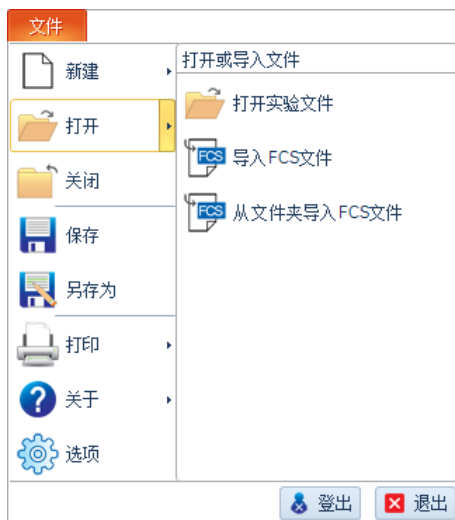 文件
新建
打开
关闭
保存
另存为
打印
关于
选项
打开或导入文件
打开实验文件
FCS 导入FCS文件
FCS 从文件夹导入FCS文件
登出 退出